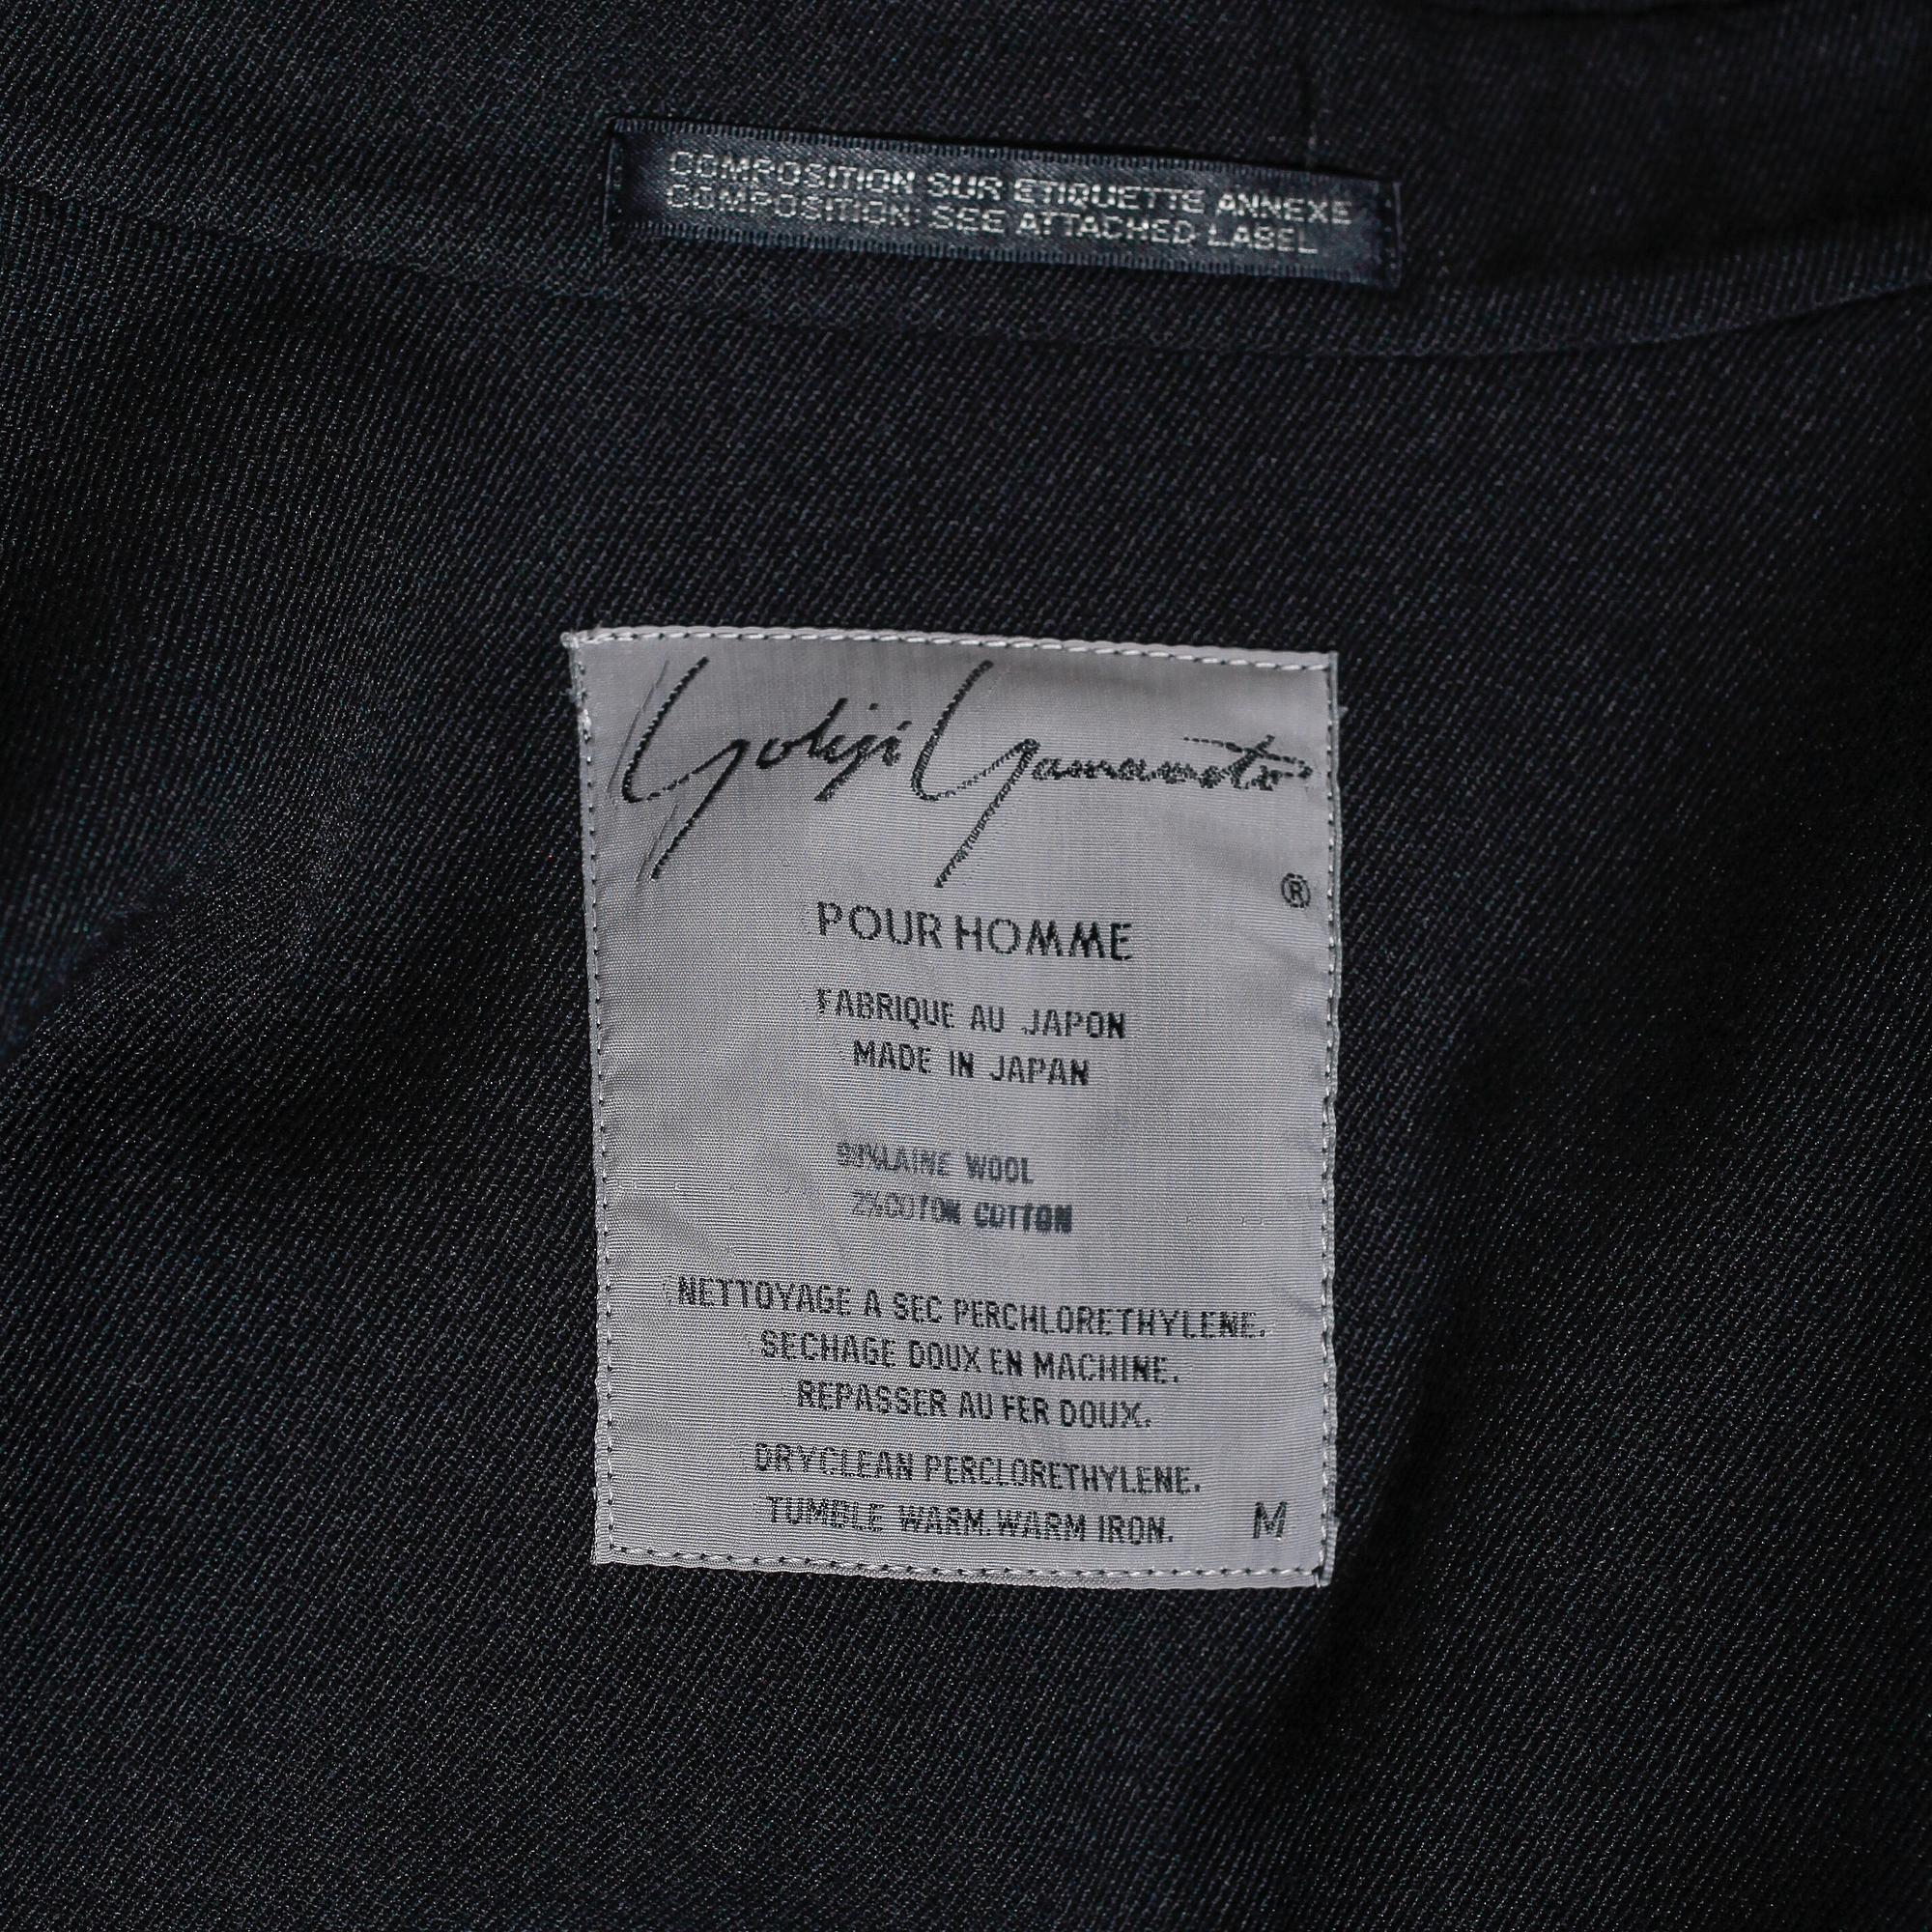 COMPOSITION SUR ETIQUETTE ANNEXE
COMPOSITION: SEE ATTACHED LABEL
Yohji Yamamoto
®
POUR HOMME
FABRIQUE AU JAPON
MADE IN JAPAN
LAINE WOOL
2%COTON COTTON
NETTOYAGE A SEC PERCHLORETHYLENE.
SECHAGE DOUX EN MACHINE.
REPASSER AU FER DOUX.
DRYCLEAN PERCLORETHYLENE.
TUMBLE WARM.WARM IRON.
M